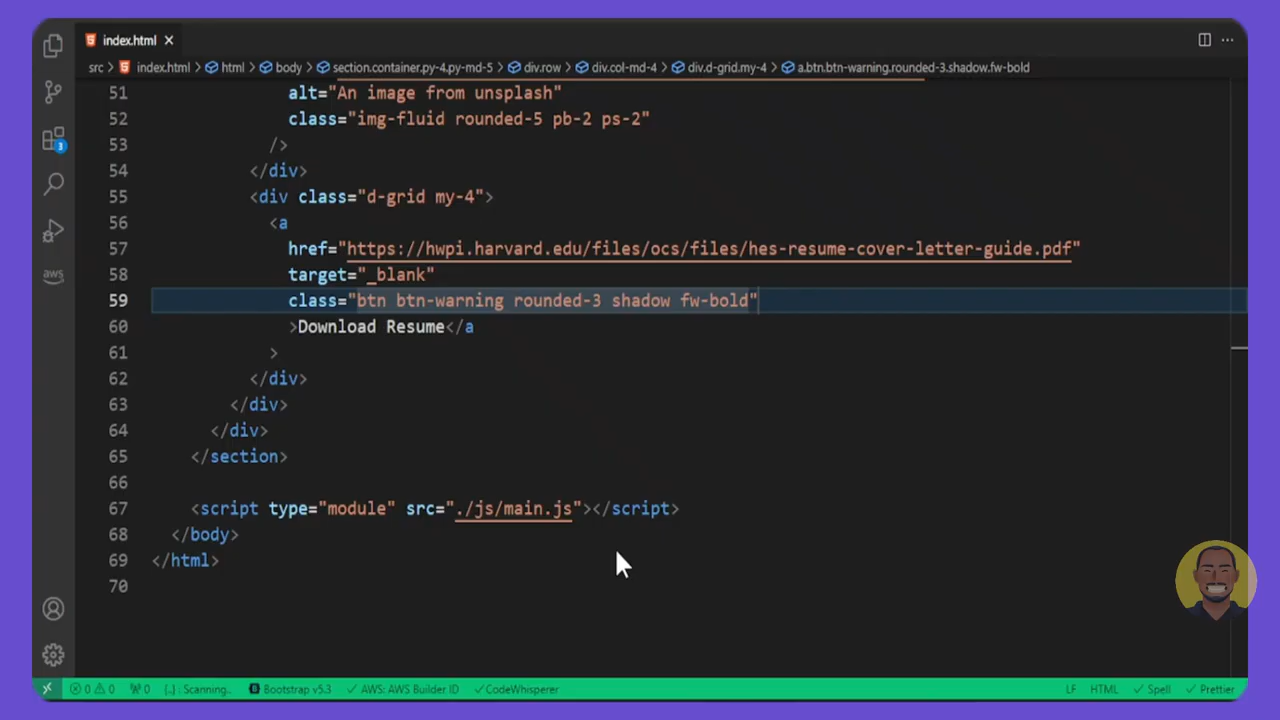 index.html
src > index.html > html > body > section.container.py-4.py-md-5 > div.row > div.col-md-4 > div.d-grid.my-4 > a.btn.btn-warning.rounded-3.shadow.fw-bold
51 alt="An image from unsplash"
52 class="img-fluid rounded-5 pb-2 ps-2"
53 />
54 </div>
55 <div class="d-grid my-4">
56 <a
57 href="https://hwpi.harvard.edu/files/ocs/files/hes-resume-cover-letter-guide.pdf"
58 target="_blank"
59 class="btn btn-warning rounded-3 shadow fw-bold"
60 >Download Resume</a
61 >
62 </div>
63 </div>
64 </div>
65 </section>
66
67 <script type="module" src="./js/main.js"></script>
68 </body>
69 </html>
70
3
aws
0 0 0 {..} : Scanning.. Bootstrap v5.3 AWS: AWS Builder ID CodeWhisperer LF HTML Spell Prettier